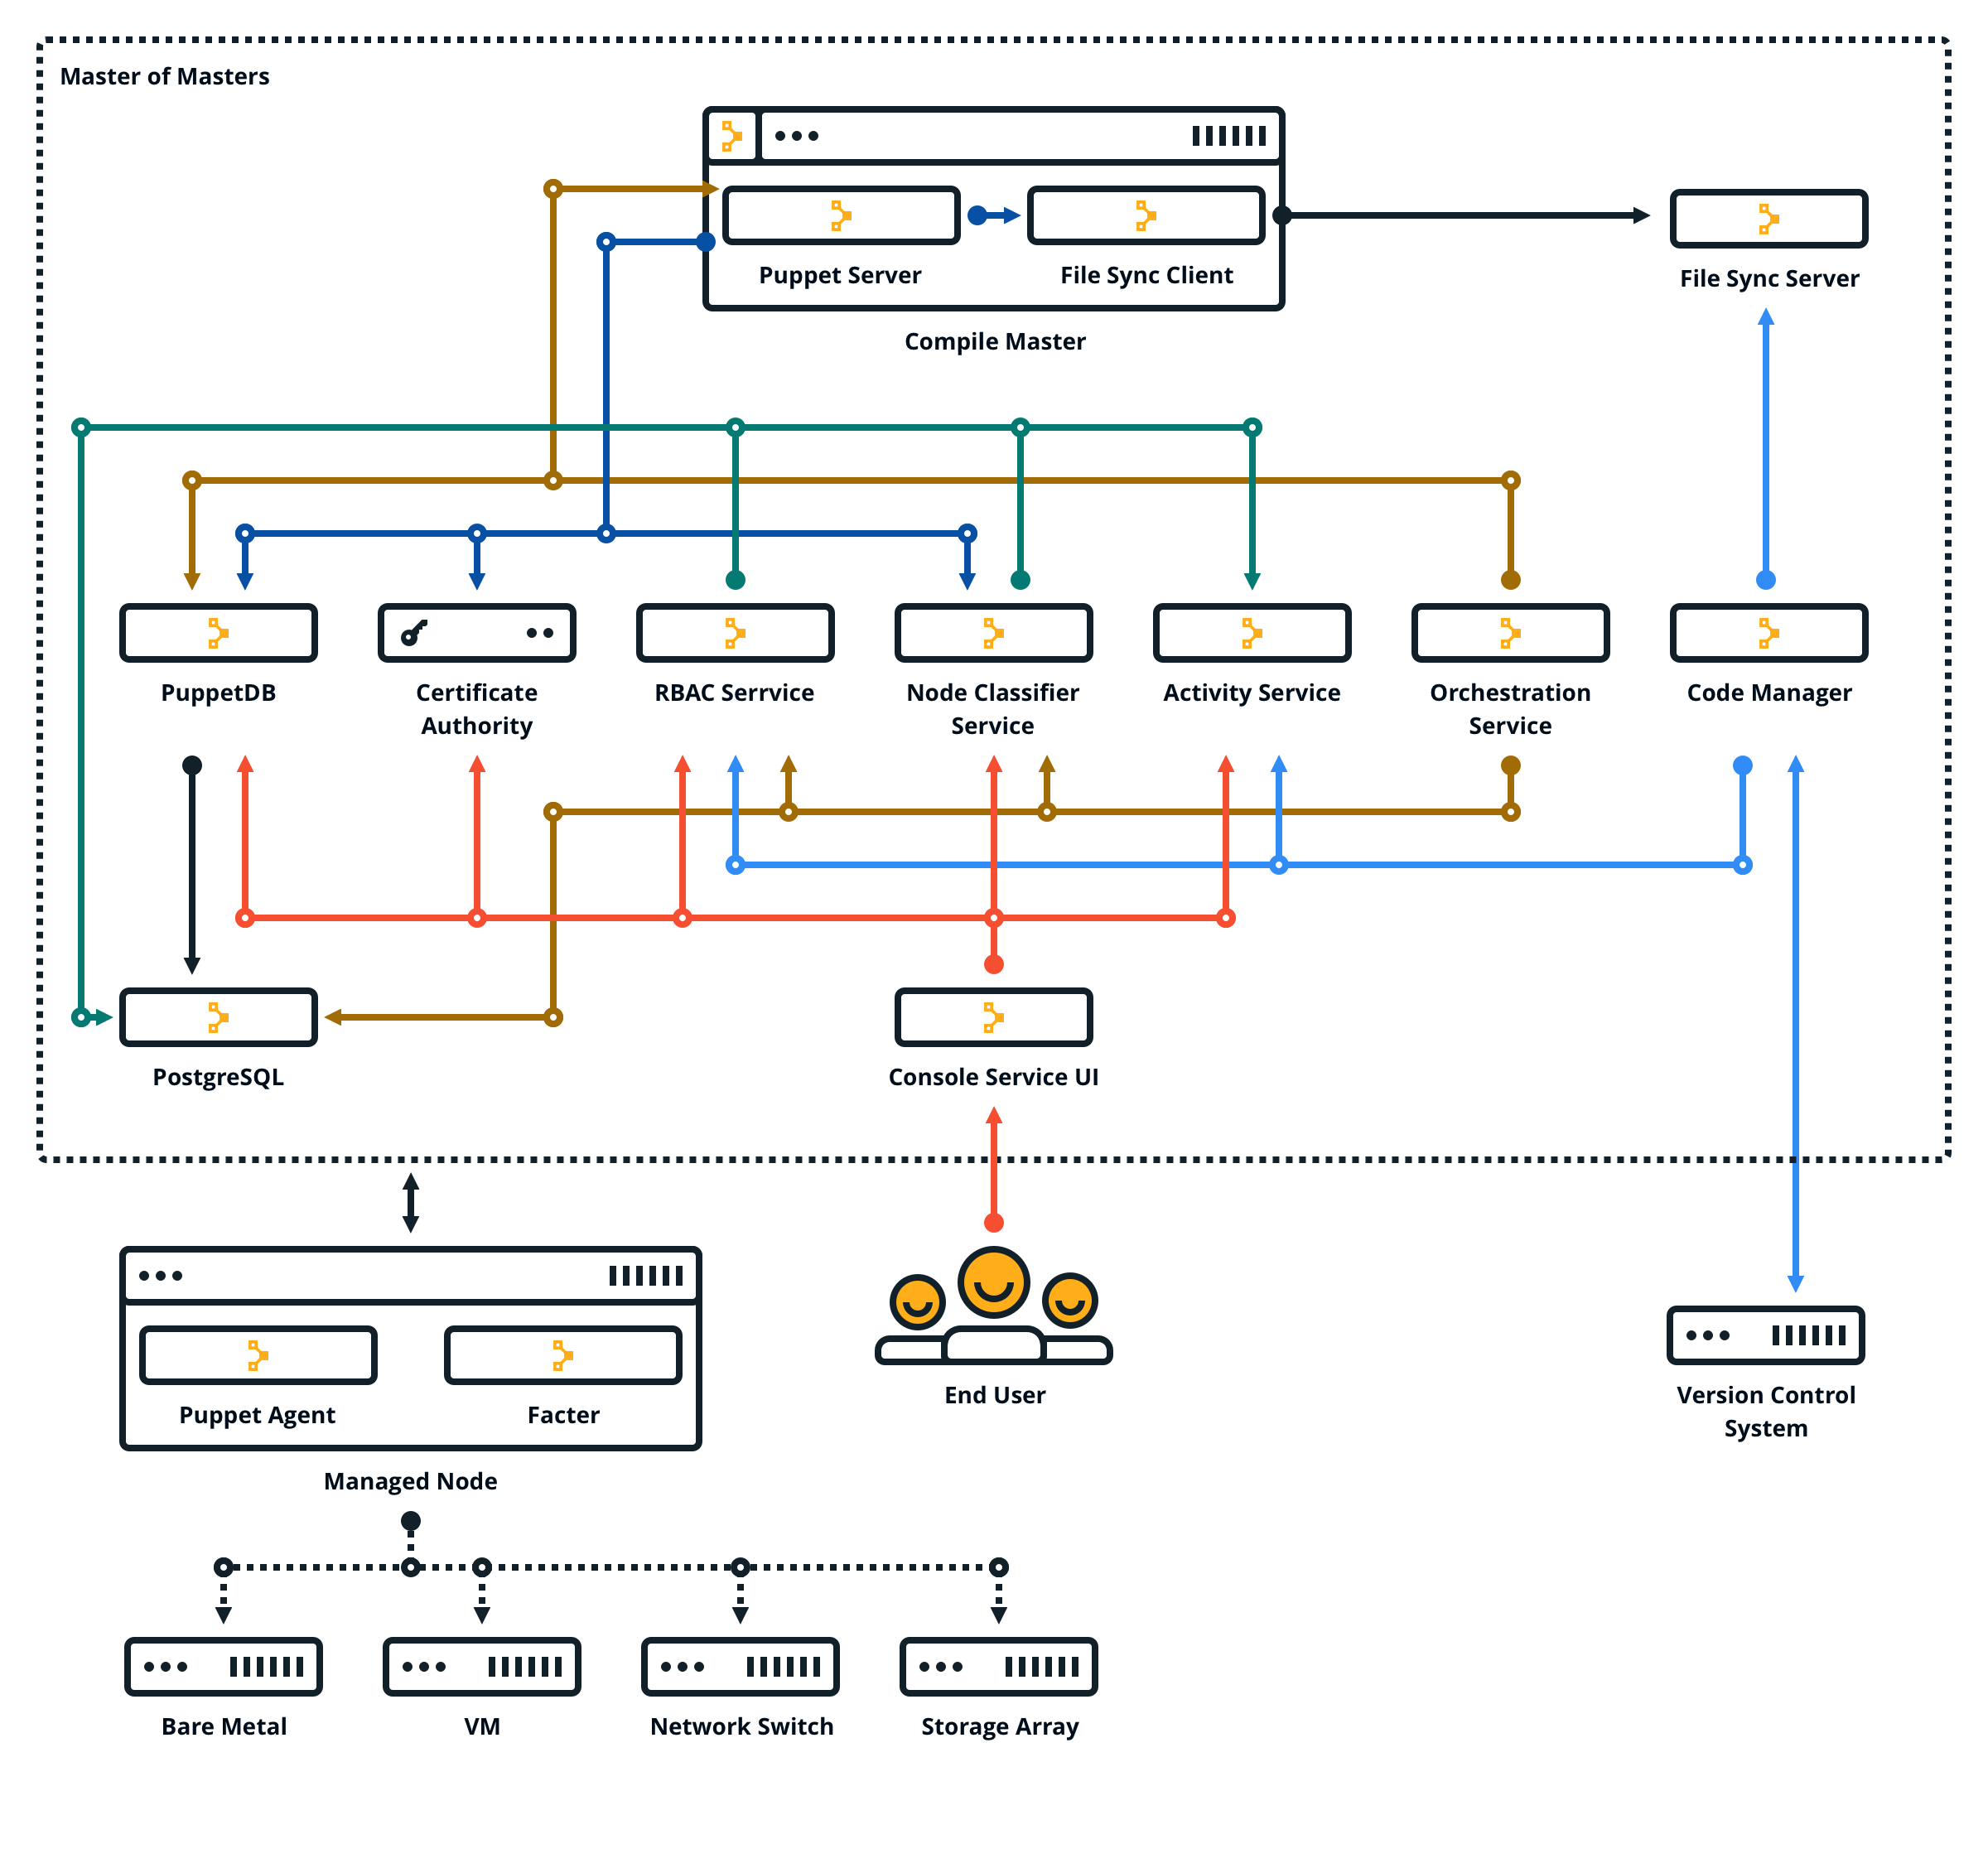 Master of Masters
Puppet Server
File Sync Client
File Sync Server
Compile Master
PuppetDB
Certificate
Authority
RBAC Serrvice
Node Classifier
Service
Activity Service
Orchestration
Service
Code Manager
PostgreSQL
Console Service UI
Puppet Agent
Facter
Managed Node
End User
Version Control
System
Bare Metal
VM
Network Switch
Storage Array